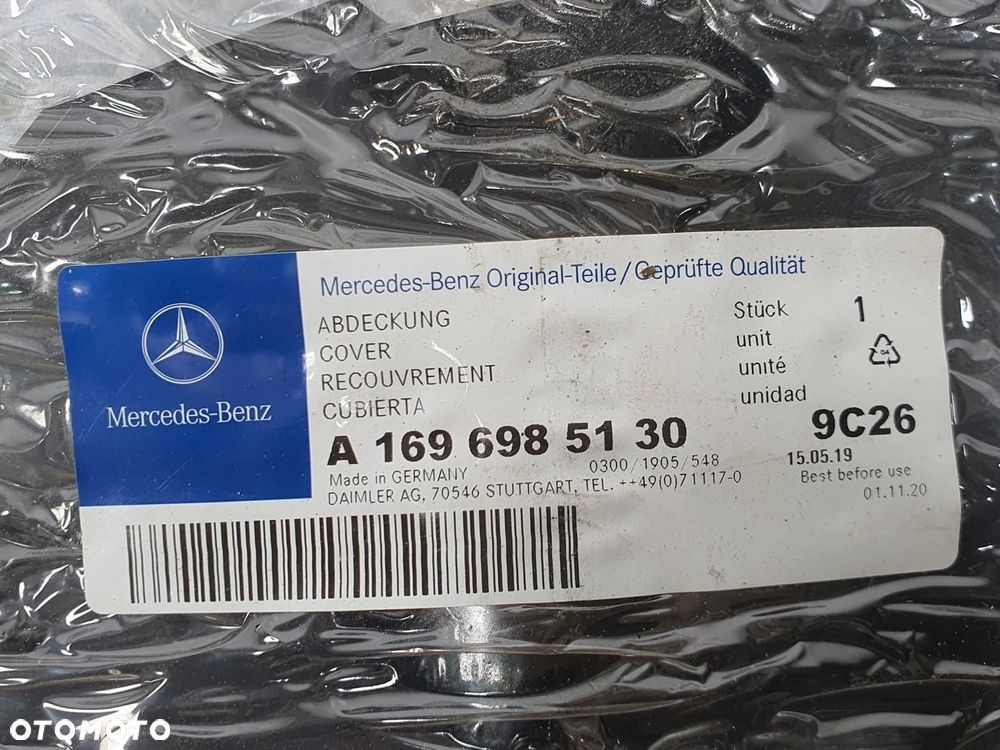 Mercedes-Benz Original-Teile/Geprüfte Qualität
Mercedes-Benz
ABDECKUNG
COVER
RECOUVREMENT
CUBIERTA
Stück 1
unit
unité
unidad
04
A 169 698 51 30
9C26
Made in GERMANY 0300/1905/548
15.05.19
DAIMLER AG, 70546 STUTTGART, TEL. ++49(0)71117-0
Best before use
01.11.20
OTOMOTO